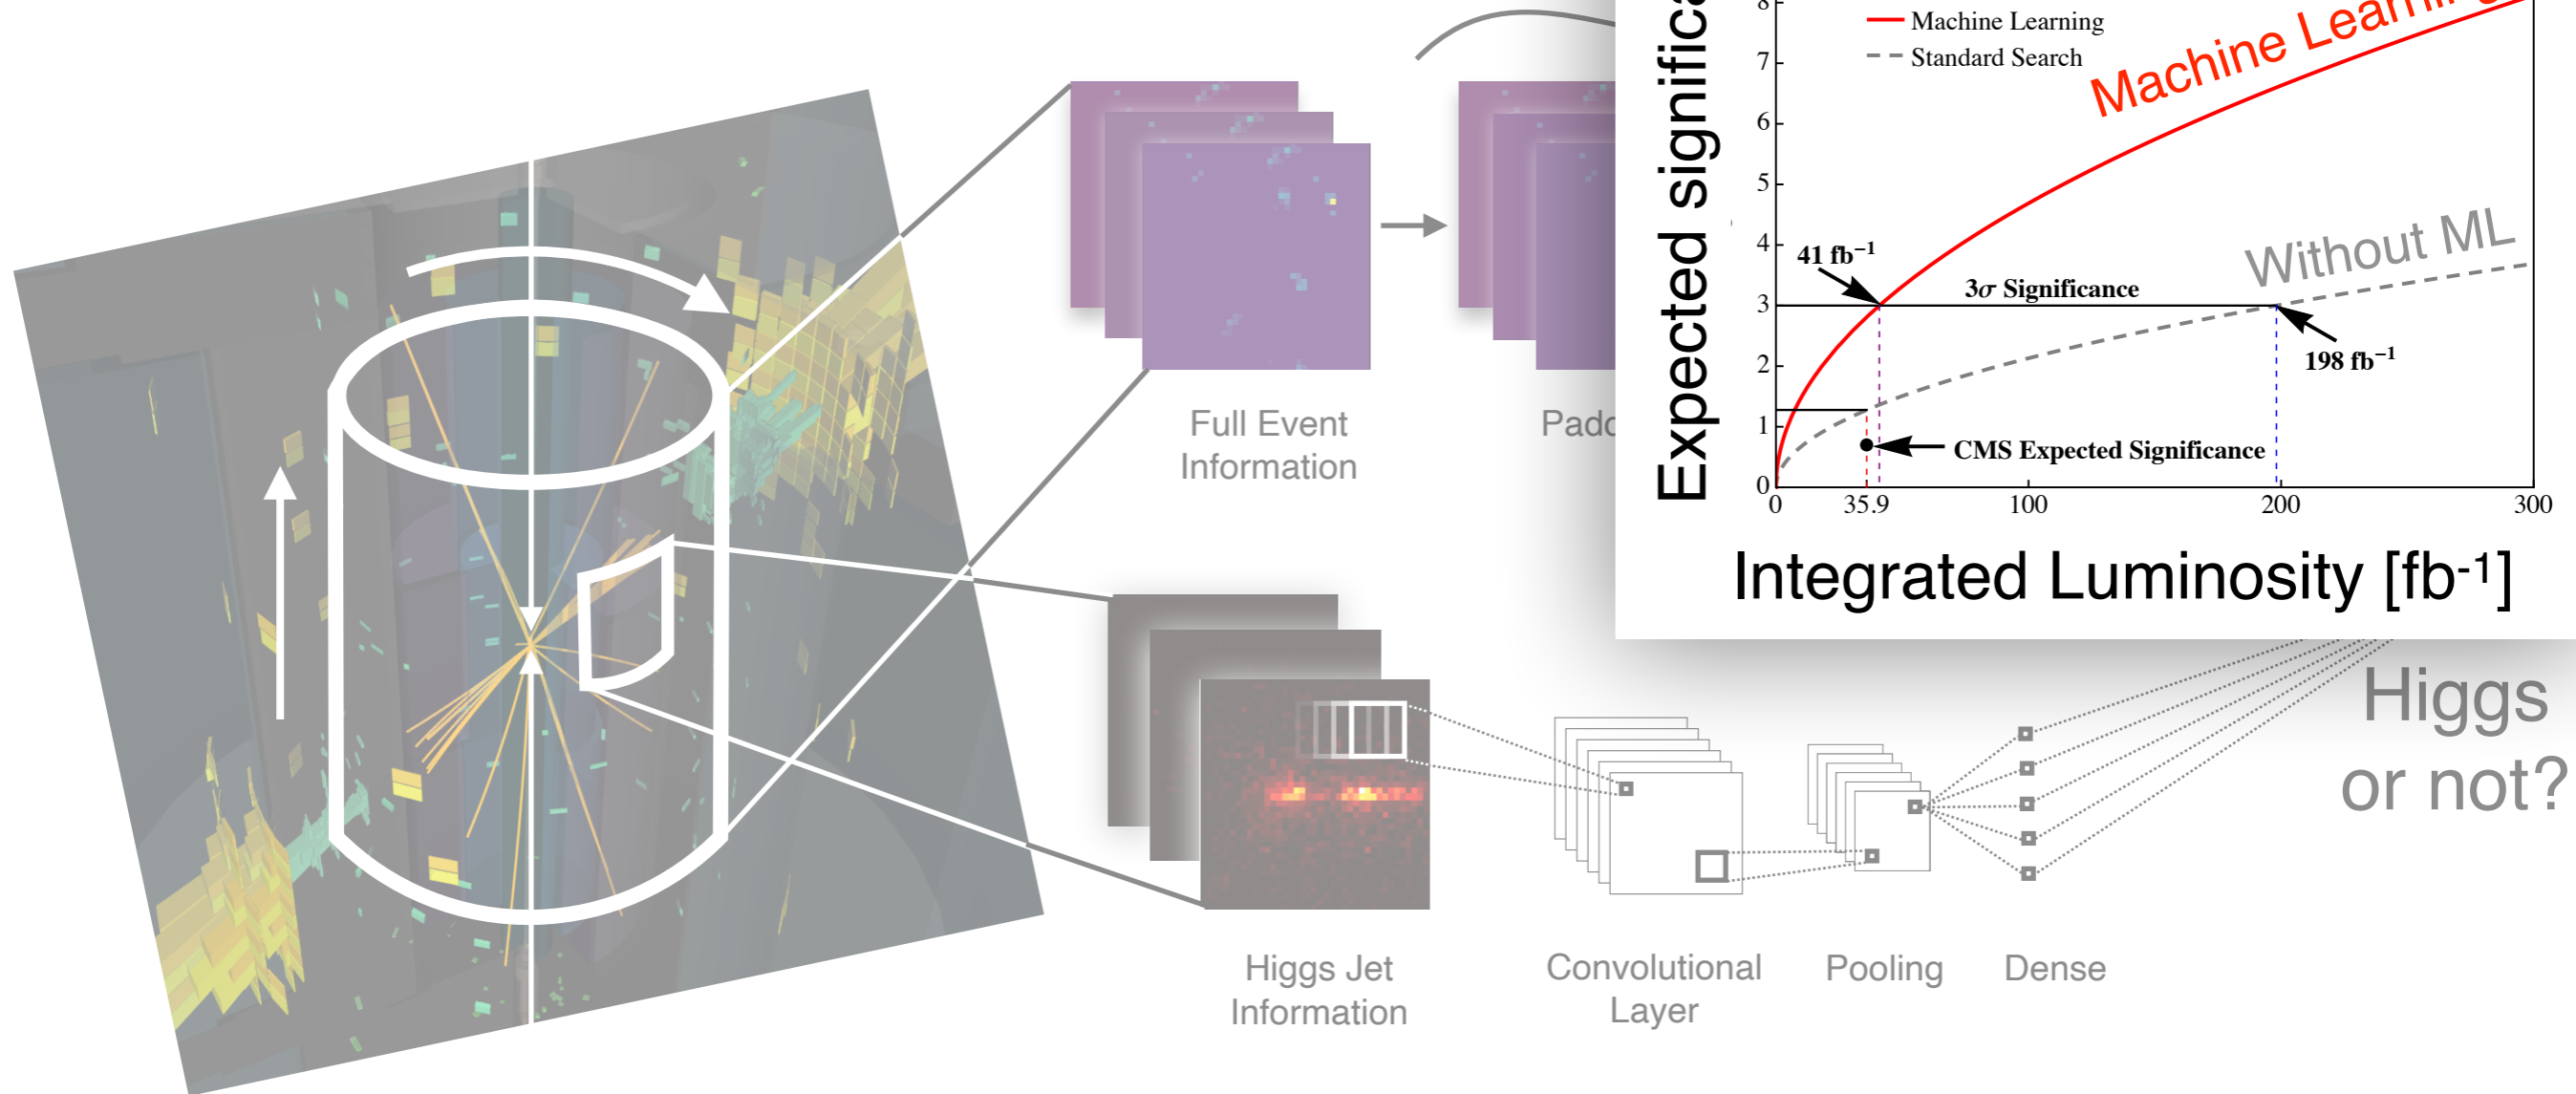 Expected significa
8
7
6
5
4
3
2
1
0
Machine Learning
Standard Search
Machine Learning
Without ML
41 fb⁻¹
3σ Significance
198 fb⁻¹
CMS Expected Significance
0 35.9 100 200 300
Integrated Luminosity [fb⁻¹]
Full Event
Information
Padd
Higgs
or not?
Higgs Jet
Information
Convolutional
Layer
Pooling
Dense